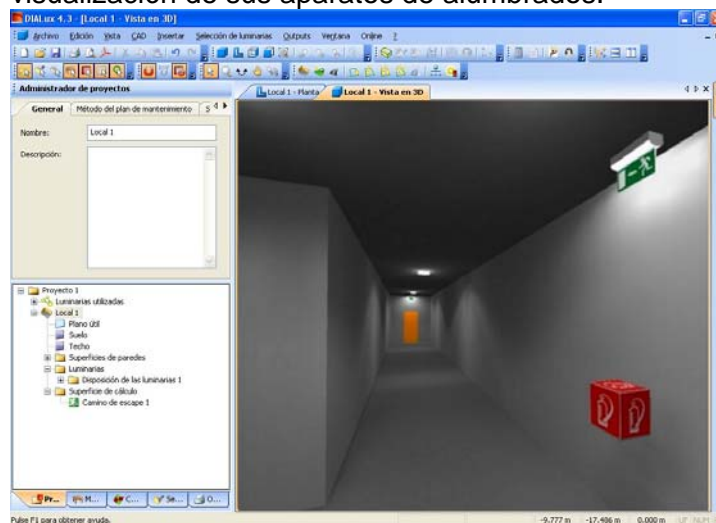 visualización de sus aparatos de alumbrados.
DIALux 4.3 - [Local 1 - Vista en 3D]
Archivo Edición Vista CAD Insertar Selección de luminarias Outputs Ventana Online ?
Administrador de proyectos
General Método del plan de mantenimiento S
Nombre: Local 1
Descripción:
Local 1 - Planta Local 1 - Vista en 3D
Proyecto 1
Luminarias utilizadas
Local 1
Plano útil
Suelo
Techo
Superficies de paredes
Luminarias
Disposición de las luminarias 1
Superficie de cálculo
Camino de escape 1
Pr... M... C... Se... O...
Pulse F1 para obtener ayuda.
-9.777 m -17.486 m 0.000 m